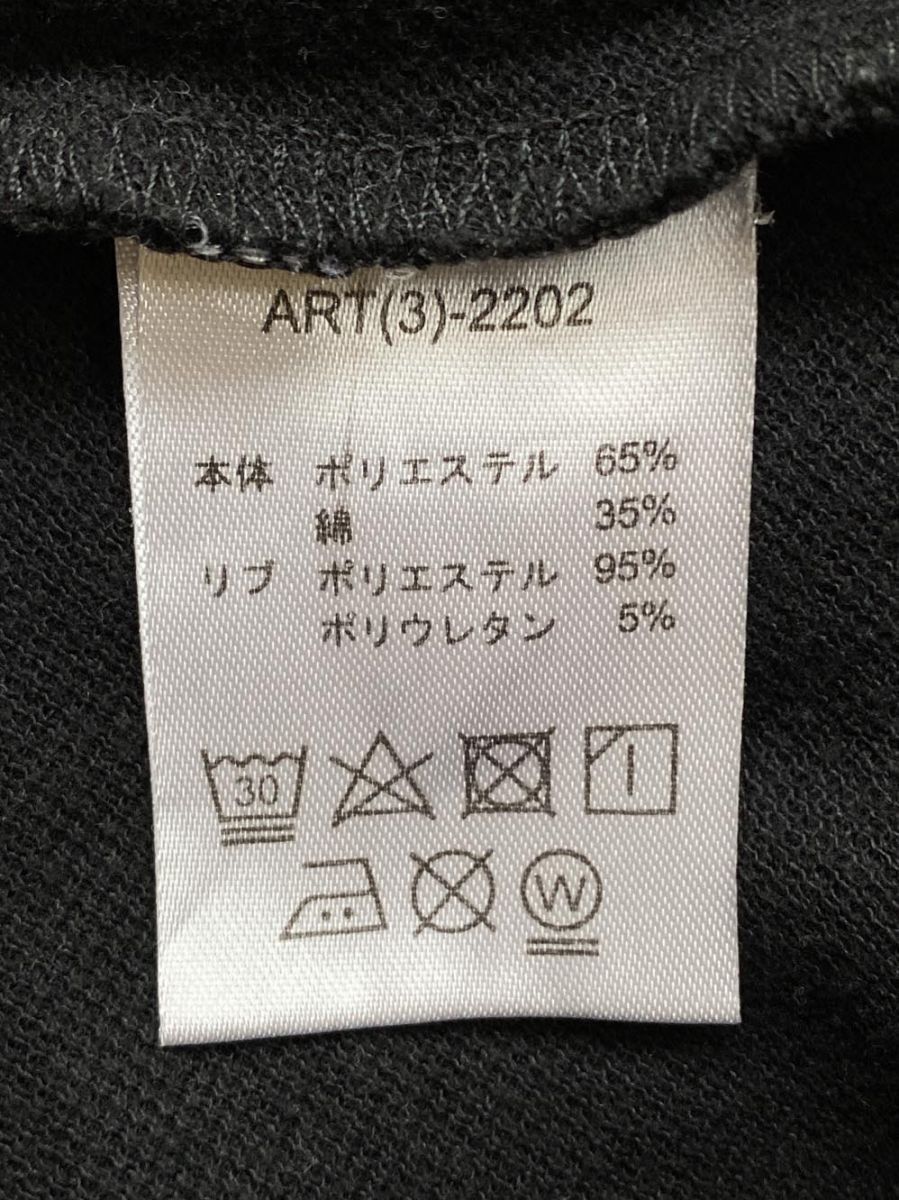 ART(3)-2202
本体 ポリエステル 65%
綿 35%
リブ ポリエステル 95%
ポリウレタン 5%
30
W